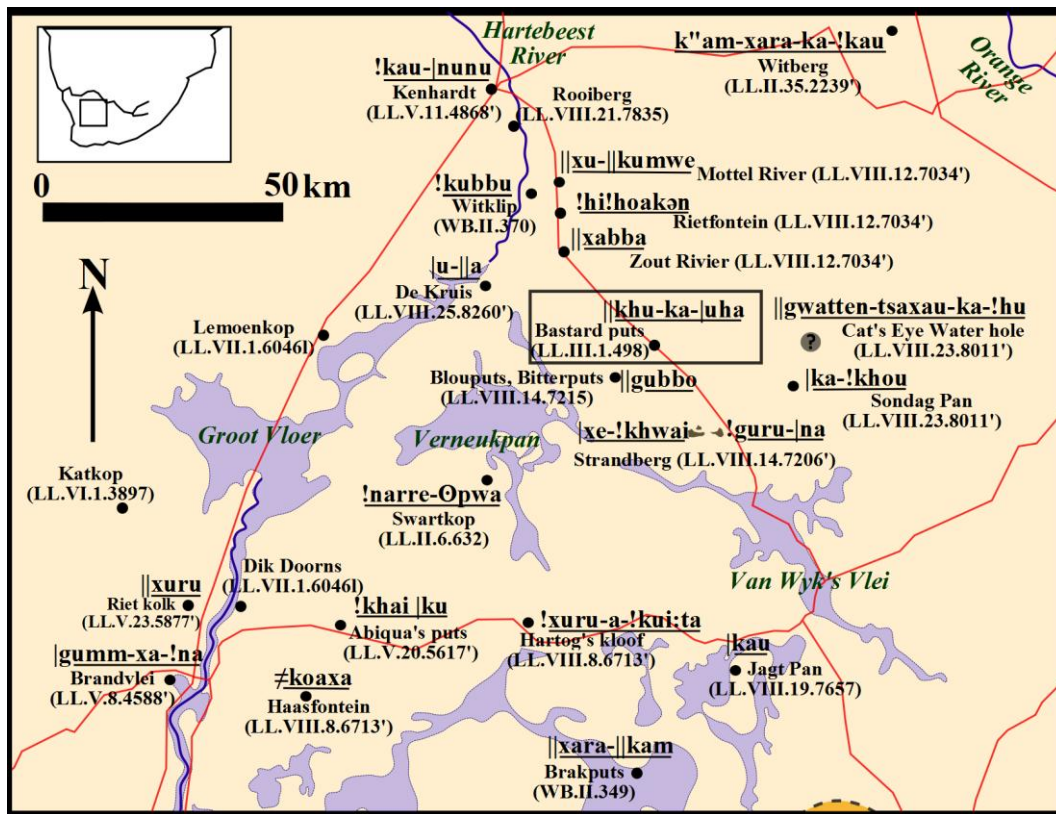 Hartebeest
River
k"am-xara-ka-!kau
Witberg
(LL.II.35.2239')
Orange
River
!kau-|nunu
Kenhardt
(LL.V.11.4868')
Rooiberg
(LL.VIII.21.7835)
0
50 km
||xu-||kumwe
Mottel River (LL.VIII.12.7034')
!kubbu
Witklip
(WB.II.370)
!hi!hoakən
Rietfontein (LL.VIII.12.7034')
||xabba
Zout Rivier (LL.VIII.12.7034')
N
|u-||a
De Kruis
(LL.VIII.25.8260')
Lemoenkop
(LL.VII.1.6046l)
||khu-ka-|uha
Bastard puts
(LL.III.1.498)
||gwatten-tsaxau-ka-!hu
?
Cat's Eye Water hole
(LL.VIII.23.8011')
Blouputs, Bitterputs
(LL.VIII.14.7215)
||gubbo
|ka-!khou
Sondag Pan
(LL.VIII.23.8011')
Groot Vloer
Verneukpan
|xe-!khwai
!guru-|na
Strandberg (LL.VIII.14.7206')
Katkop
(LL.VI.1.3897)
!narre-ʘpwa
Swartkop
(LL.II.6.632)
Dik Doorns
(LL.VII.1.6046l)
Van Wyk's Vlei
||xuru
Riet kolk
(LL.V.23.5877')
!khai |ku
Abiqua's puts
(LL.V.20.5617')
!xuru-a-!kui:ta
Hartog's kloof
(LL.VIII.8.6713')
|gumm-xa-!na
Brandvlei
(LL.V.8.4588')
|kau
Jagt Pan
(LL.VIII.19.7657)
≠koaxa
Haasfontein
(LL.VIII.8.6713')
||xara-||kam
Brakputs
(WB.II.349)